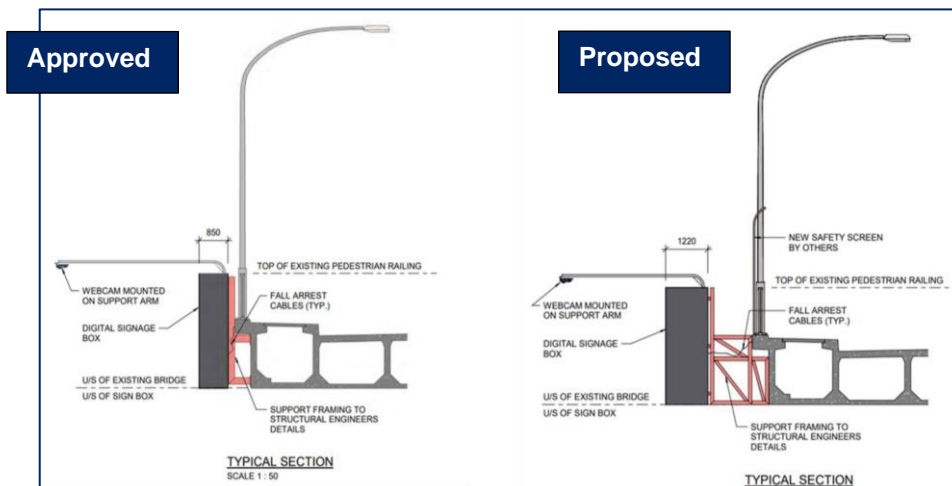 Approved
850
TOP OF EXISTING PEDESTRIAN RAILING
WEBCAM MOUNTED
ON SUPPORT ARM
FALL ARREST
CABLES (TYP.)
DIGITAL SIGNAGE
BOX
U/S OF EXISTING BRIDGE
U/S OF SIGN BOX
SUPPORT FRAMING TO
STRUCTURAL ENGINEERS
DETAILS
TYPICAL SECTION
SCALE 1 : 50
Proposed
1220
NEW SAFETY SCREEN
BY OTHERS
TOP OF EXISTING PEDESTRIAN RAILING
WEBCAM MOUNTED
ON SUPPORT ARM
FALL ARREST
CABLES (TYP.)
DIGITAL SIGNAGE
BOX
U/S OF EXISTING BRIDGE
U/S OF SIGN BOX
SUPPORT FRAMING TO
STRUCTURAL ENGINEERS
DETAILS
TYPICAL SECTION